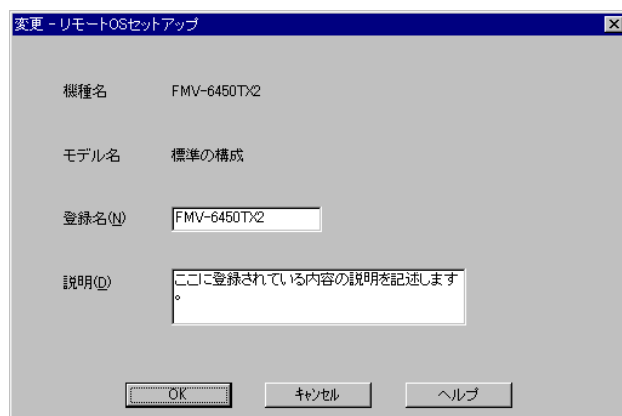 変更 - リモートOSセットアップ
機種名 FMV-6450TX2
モデル名 標準の構成
登録名(N) FMV-6450TX2
説明(D) ここに登録されている内容の説明を記述します
。
OK キャンセル ヘルプ